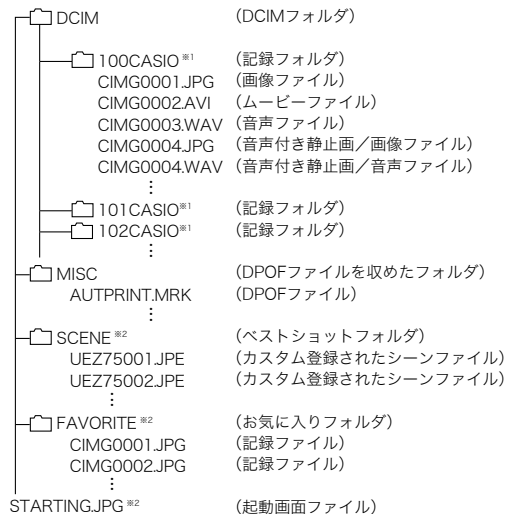 DCIM （DCIMフォルダ）
100CASIO※1 （記録フォルダ）
CIMG0001.JPG （画像ファイル）
CIMG0002.AVI （ムービーファイル）
CIMG0003.WAV （音声ファイル）
CIMG0004.JPG （音声付き静止画／画像ファイル）
CIMG0004.WAV （音声付き静止画／音声ファイル）
⋮
101CASIO※1 （記録フォルダ）
102CASIO※1 （記録フォルダ）
⋮
MISC （DPOFファイルを収めたフォルダ）
AUTPRINT.MRK （DPOFファイル）
⋮
SCENE※2 （ベストショットフォルダ）
UEZ75001.JPE （カスタム登録されたシーンファイル）
UEZ75002.JPE （カスタム登録されたシーンファイル）
⋮
FAVORITE※2 （お気に入りフォルダ）
CIMG0001.JPG （記録ファイル）
CIMG0002.JPG （記録ファイル）
⋮
STARTING.JPG※2 （起動画面ファイル）